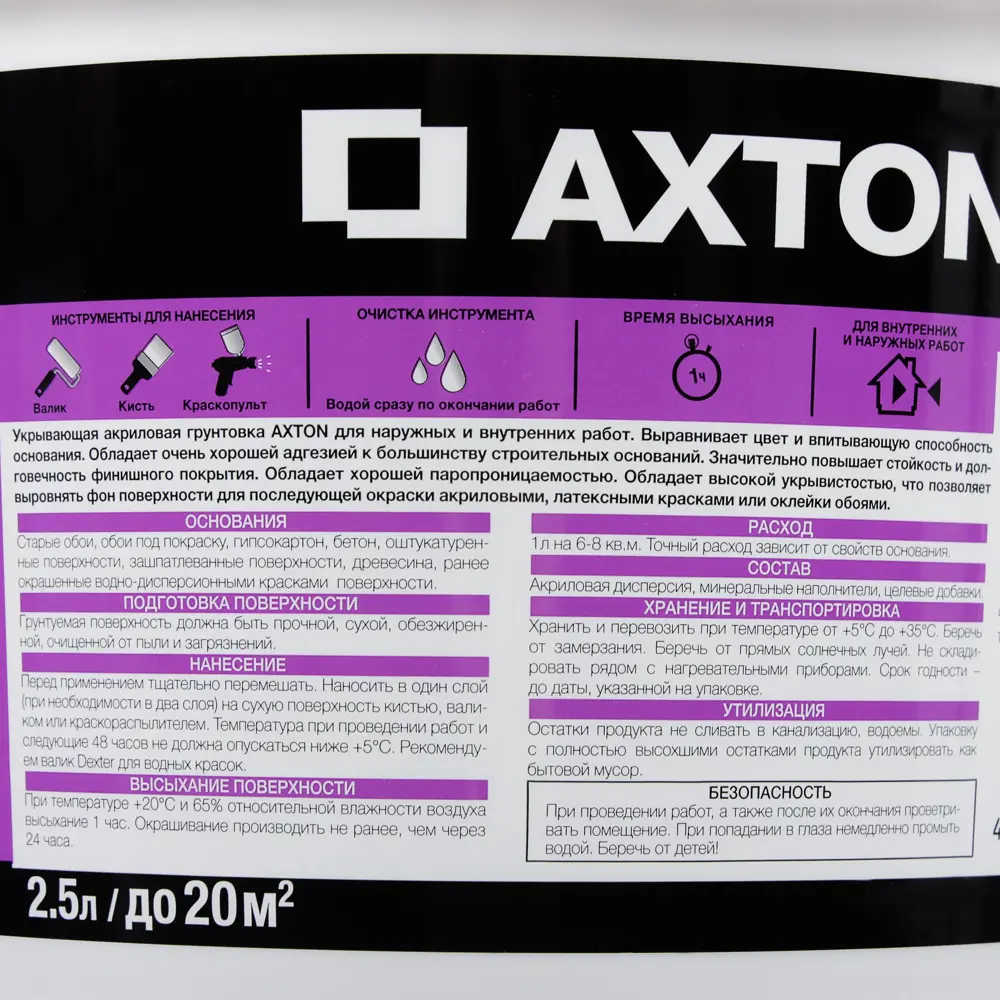 AXTON
ИНСТРУМЕНТЫ ДЛЯ НАНЕСЕНИЯ
Валик
Кисть
Краскопульт
ОЧИСТКА ИНСТРУМЕНТА
Водой сразу по окончании работ
ВРЕМЯ ВЫСЫХАНИЯ
1ч
ДЛЯ ВНУТРЕННИХ
И НАРУЖНЫХ РАБОТ
Укрывающая акриловая грунтовка AXTON для наружных и внутренних работ. Выравнивает цвет и впитывающую способность
основания. Обладает очень хорошей адгезией к большинству строительных оснований. Значительно повышает стойкость и дол-
говечность финишного покрытия. Обладает хорошей паропроницаемостью. Обладает высокой укрывистостью, что позволяет
выровнять фон поверхности для последующей окраски акриловыми, латексными красками или оклейки обоями.
ОСНОВАНИЯ
Старые обои, обои под покраску, гипсокартон, бетон, оштукатурен-
ные поверхности, зашпатлеванные поверхности, древесина, ранее
окрашенные водно-дисперсионными красками поверхности.
ПОДГОТОВКА ПОВЕРХНОСТИ
Грунтуемая поверхность должна быть прочной, сухой, обезжирен-
ной, очищенной от пыли и загрязнений.
НАНЕСЕНИЕ
Перед применением тщательно перемешать. Наносить в один слой
(при необходимости в два слоя) на сухую поверхность кистью, вали-
ком или краскораспылителем. Температура при проведении работ и
следующие 48 часов не должна опускаться ниже +5°C. Рекоменду-
ем валик Dexter для водных красок.
ВЫСЫХАНИЕ ПОВЕРХНОСТИ
При температуре +20°C и 65% относительной влажности воздуха
высыхание 1 час. Окрашивание производить не ранее, чем через
24 часа.
РАСХОД
1л на 6-8 кв.м. Точный расход зависит от свойств основания.
СОСТАВ
Акриловая дисперсия, минеральные наполнители, целевые добавки.
ХРАНЕНИЕ И ТРАНСПОРТИРОВКА
Хранить и перевозить при температуре от +5°C до +35°C. Беречь
от замерзания. Беречь от прямых солнечных лучей. Не склади-
ровать рядом с нагревательными приборами. Срок годности –
до даты, указанной на упаковке.
УТИЛИЗАЦИЯ
Остатки продукта не сливать в канализацию, водоемы. Упаковку
с полностью высохшими остатками продукта утилизировать как
бытовой мусор.
БЕЗОПАСНОСТЬ
При проведении работ, а также после их окончания проветри-
вать помещение. При попадании в глаза немедленно промыть
водой. Беречь от детей!
2.5л / до 20 м²